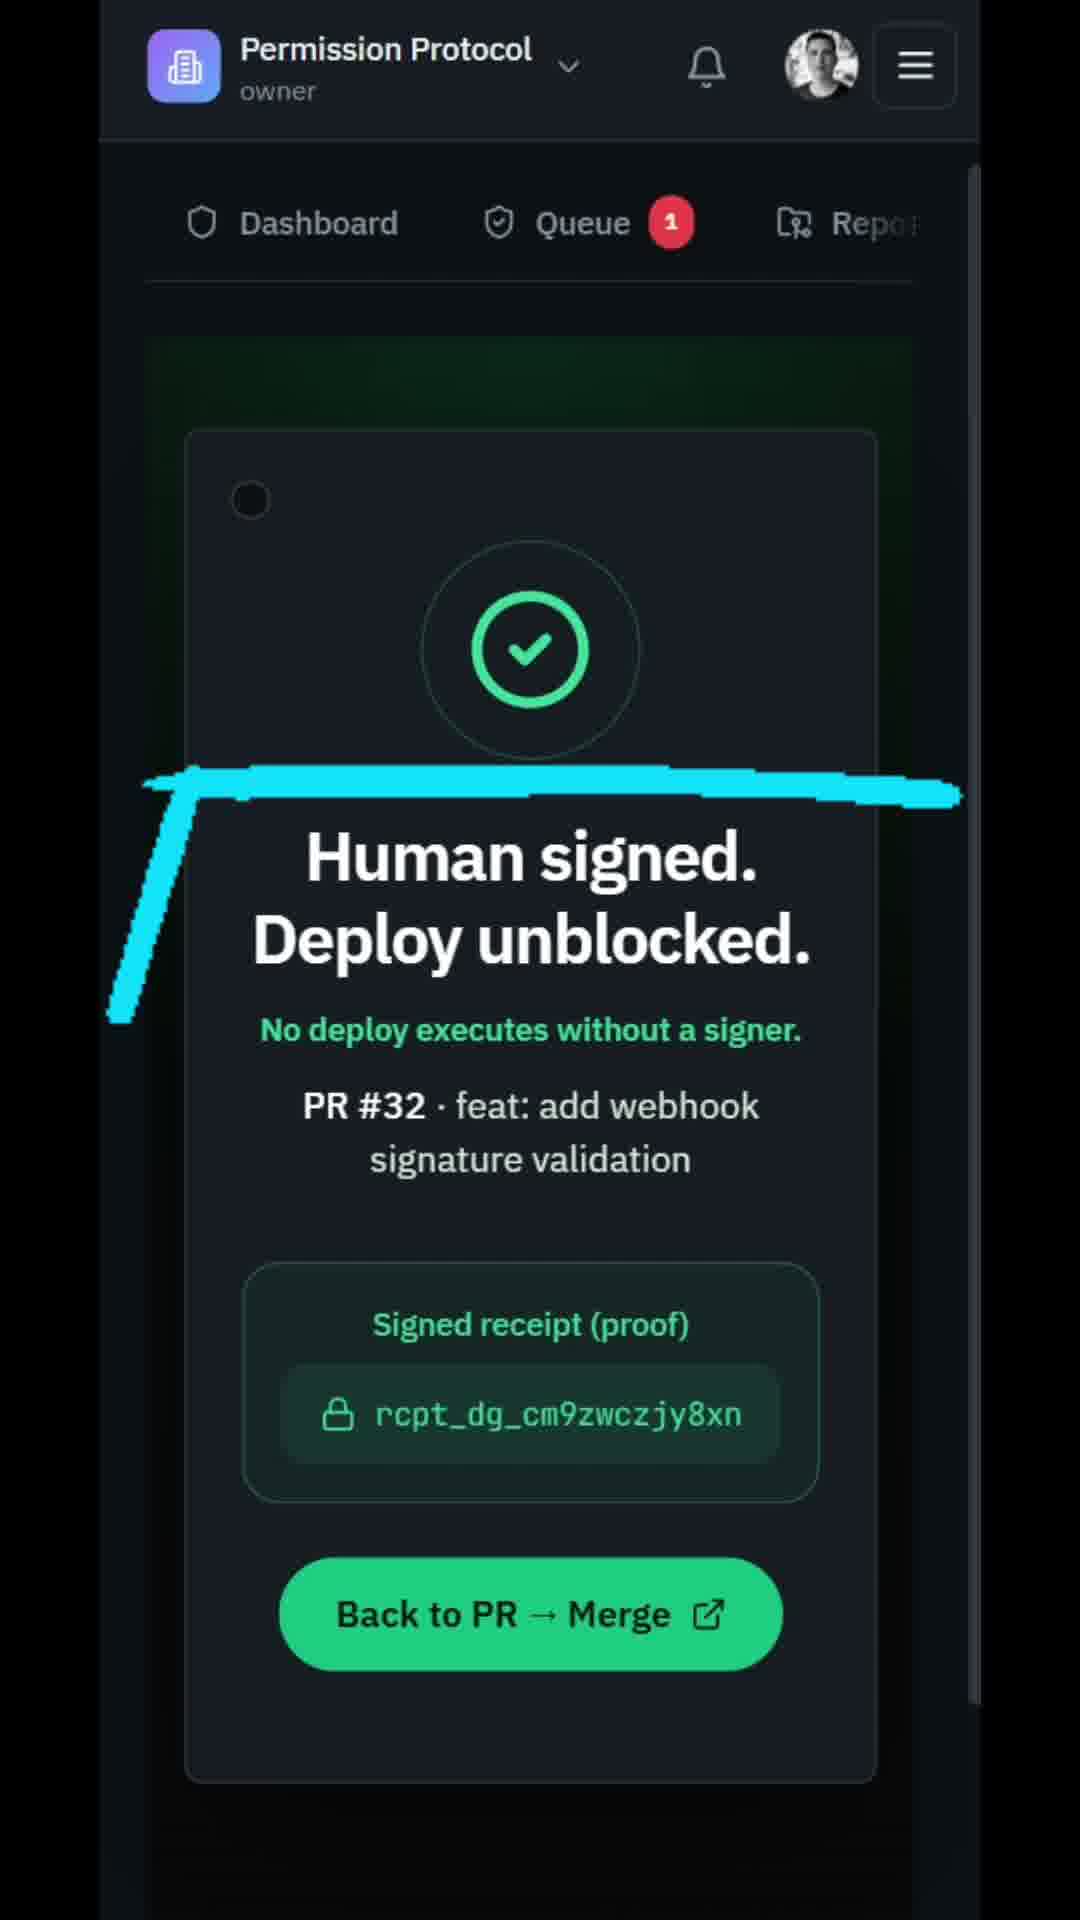 Permission Protocol
owner
Dashboard
Queue
1
Repo
Human signed.
Deploy unblocked.
No deploy executes without a signer.
PR #32 · feat: add webhook
signature validation
Signed receipt (proof)
rcpt_dg_cm9zwczjy8xn
Back to PR → Merge